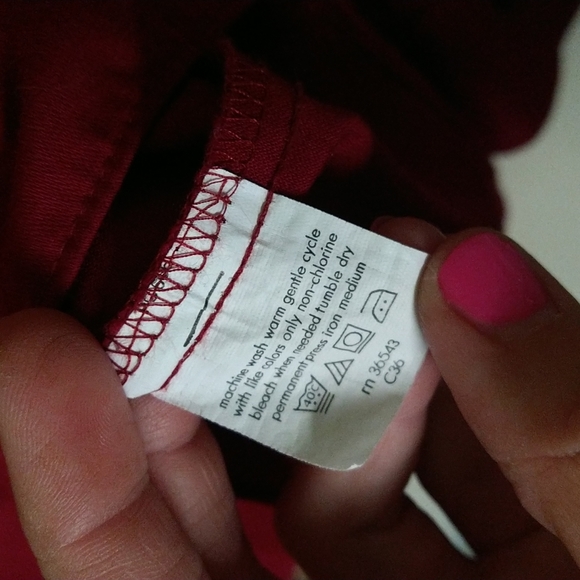 machine wash warm gentle cycle
with like colors only non-chlorine
bleach when needed tumble dry
permanent press iron medium
40C
rn 36543
C36